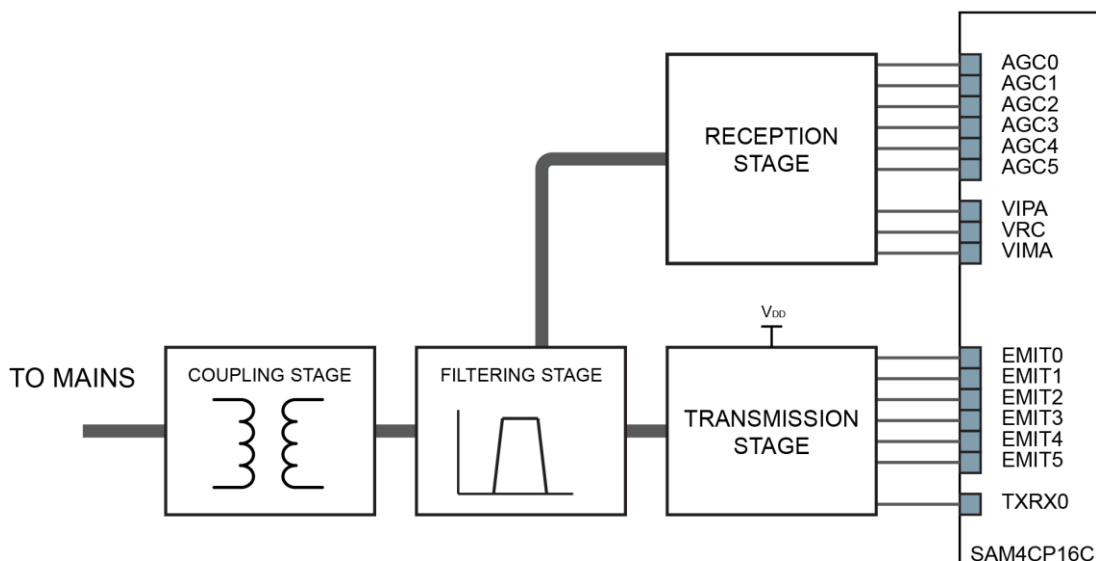 AGC0
AGC1
AGC2
AGC3
AGC4
AGC5
RECEPTION
STAGE
VIPA
VRC
VIMA
VDD
TO MAINS
COUPLING STAGE
FILTERING STAGE
TRANSMISSION
STAGE
EMIT0
EMIT1
EMIT2
EMIT3
EMIT4
EMIT5
TXRX0
SAM4CP16C